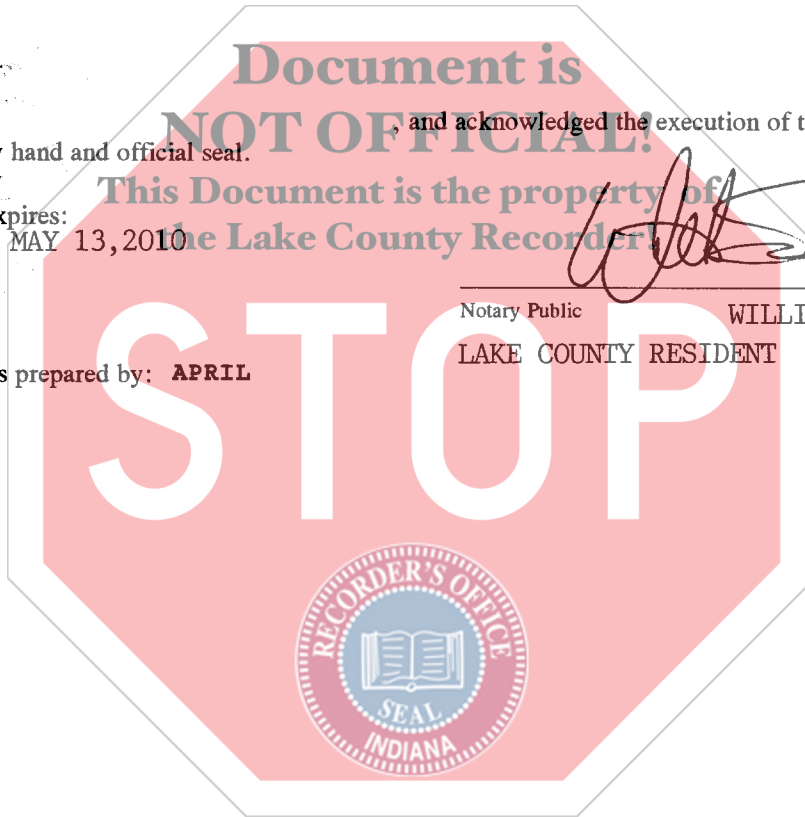 Document is
NOT OFFICIAL!
, and acknowledged the execution of t
hand and official seal.
This Document is the property of
xpires:
MAY 13,2010
the Lake County Recorder!
Notary Public WILLI
LAKE COUNTY RESIDENT
s prepared by: APRIL
STOP
RECORDER'S OFFICE
SEAL
INDIANA